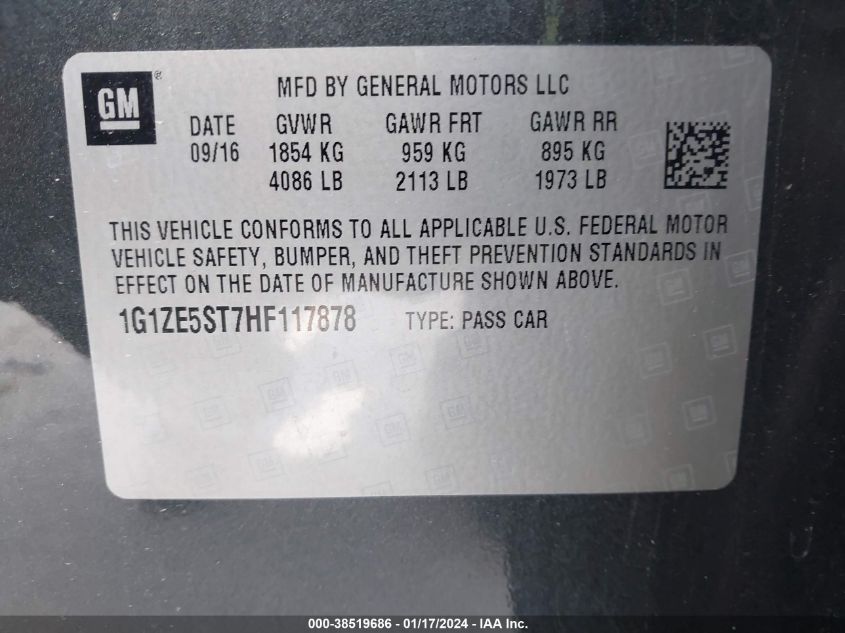 GM ®
MFD BY GENERAL MOTORS LLC
DATE GVWR GAWR FRT GAWR RR
09/16 1854 KG 959 KG 895 KG
4086 LB 2113 LB 1973 LB
THIS VEHICLE CONFORMS TO ALL APPLICABLE U.S. FEDERAL MOTOR
VEHICLE SAFETY, BUMPER, AND THEFT PREVENTION STANDARDS IN
EFFECT ON THE DATE OF MANUFACTURE SHOWN ABOVE.
1G1ZE5ST7HF117878 TYPE: PASS CAR
000-38519686 - 01/17/2024 - IAA Inc.